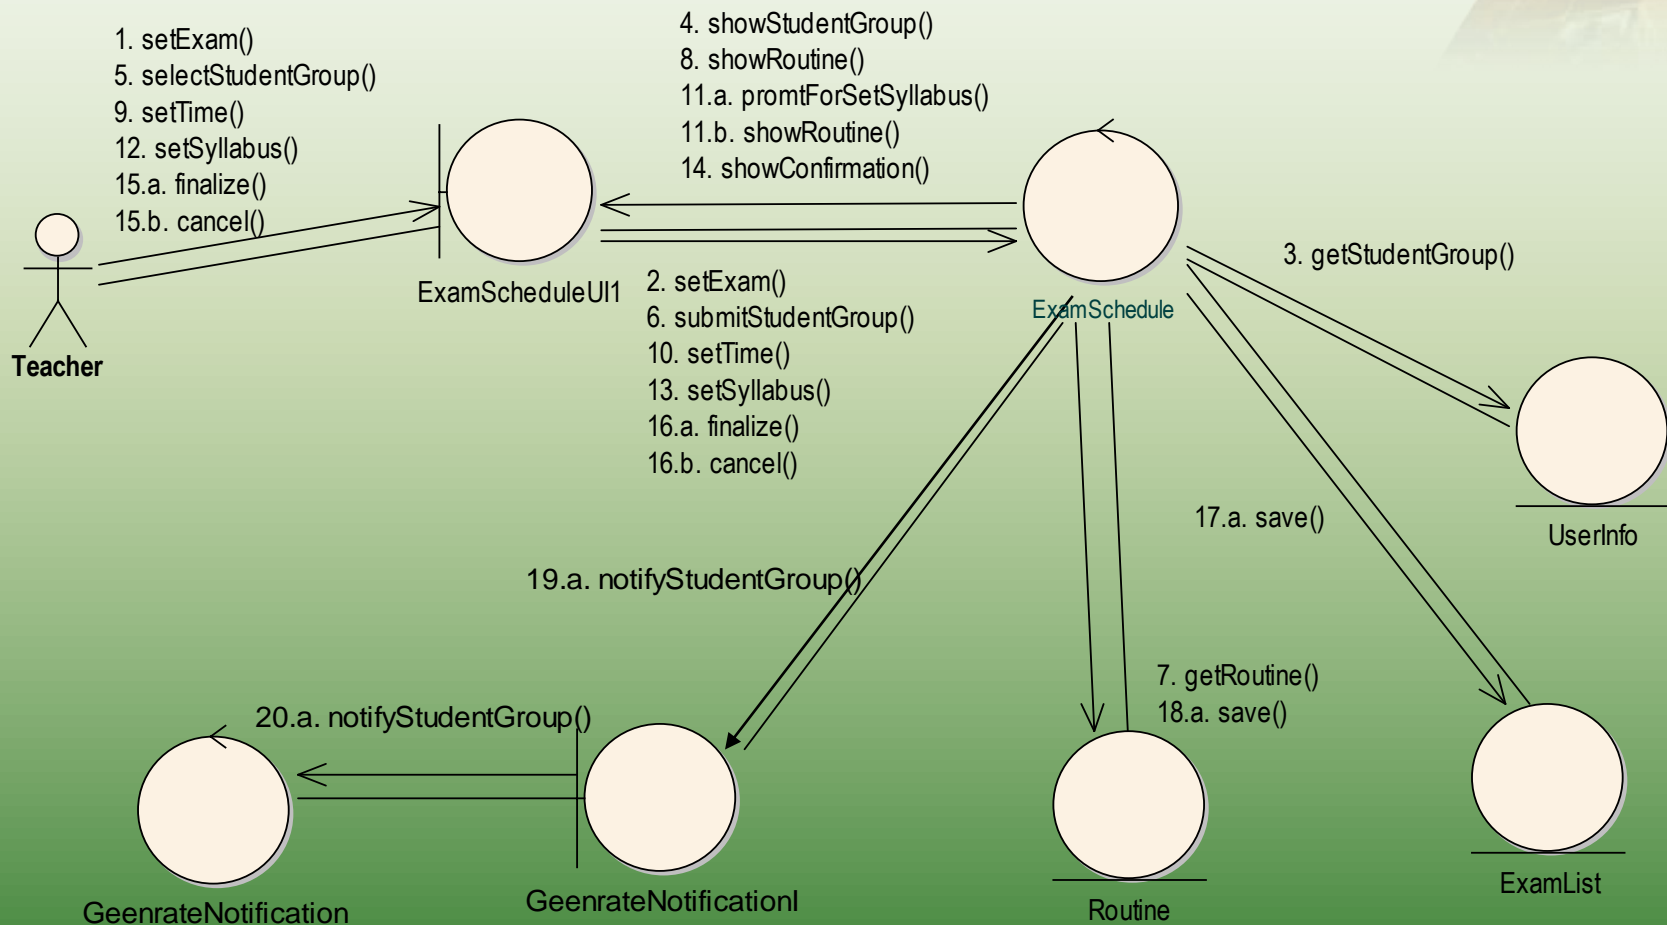 1. setExam()
5. selectStudentGroup()
9. setTime()
12. setSyllabus()
15.a. finalize()
15.b. cancel()
4. showStudentGroup()
8. showRoutine()
11.a. promtForSetSyllabus()
11.b. showRoutine()
14. showConfirmation()
Teacher
ExamScheduleUI1
2. setExam()
6. submitStudentGroup()
10. setTime()
13. setSyllabus()
16.a. finalize()
16.b. cancel()
ExamSchedule
3. getStudentGroup()
UserInfo
17.a. save()
19.a. notifyStudentGroup()
7. getRoutine()
18.a. save()
20.a. notifyStudentGroup()
GeenrateNotification
GeenrateNotificationI
Routine
ExamList